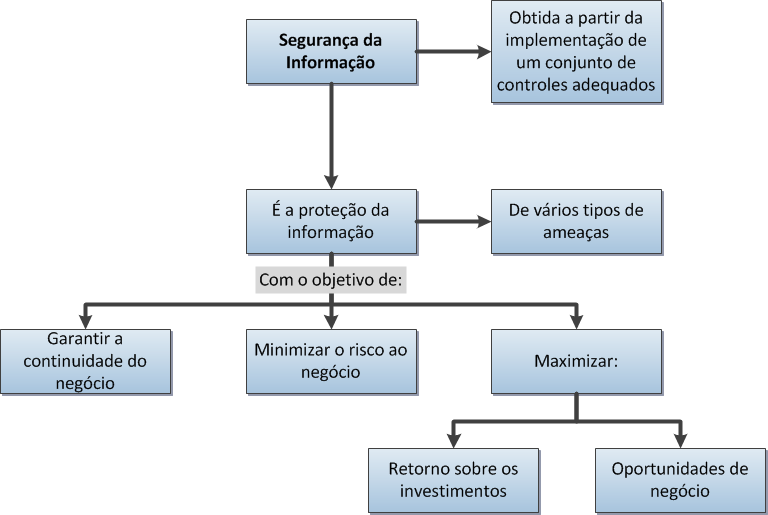 Segurança da
Informação
Obtida a partir da
implementação de
um conjunto de
controles adequados
É a proteção da
informação
De vários tipos de
ameaças
Com o objetivo de:
Garantir a
continuidade do
negócio
Minimizar o risco ao
negócio
Maximizar:
Retorno sobre os
investimentos
Oportunidades de
negócio